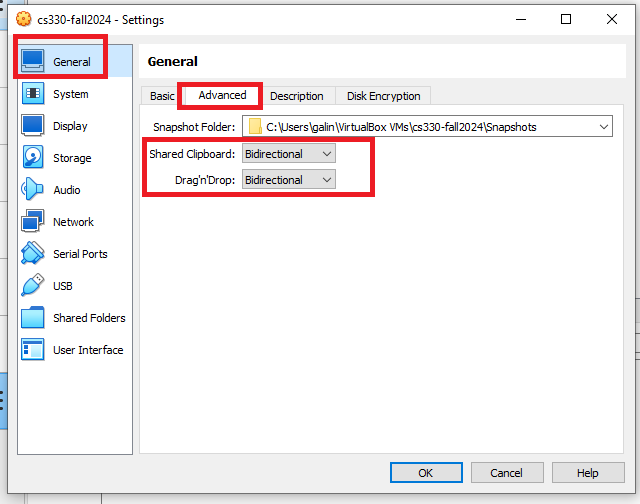 cs330-fall2024 - Settings
General
System
Display
Storage
Audio
Network
Serial Ports
USB
Shared Folders
User Interface
General
Basic Advanced Description Disk Encryption
Snapshot Folder: C:\Users\galin\VirtualBox VMs\cs330-fall2024\Snapshots
Shared Clipboard: Bidirectional
Drag'n'Drop: Bidirectional
OK Cancel Help